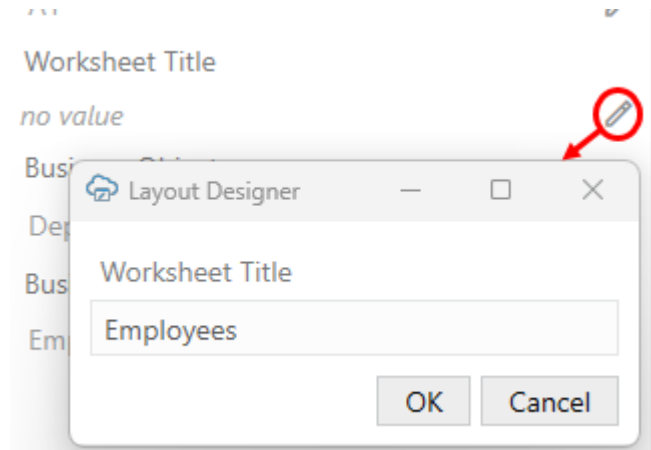 Worksheet Title
no value
Layout Designer
Worksheet Title
Employees
OK Cancel